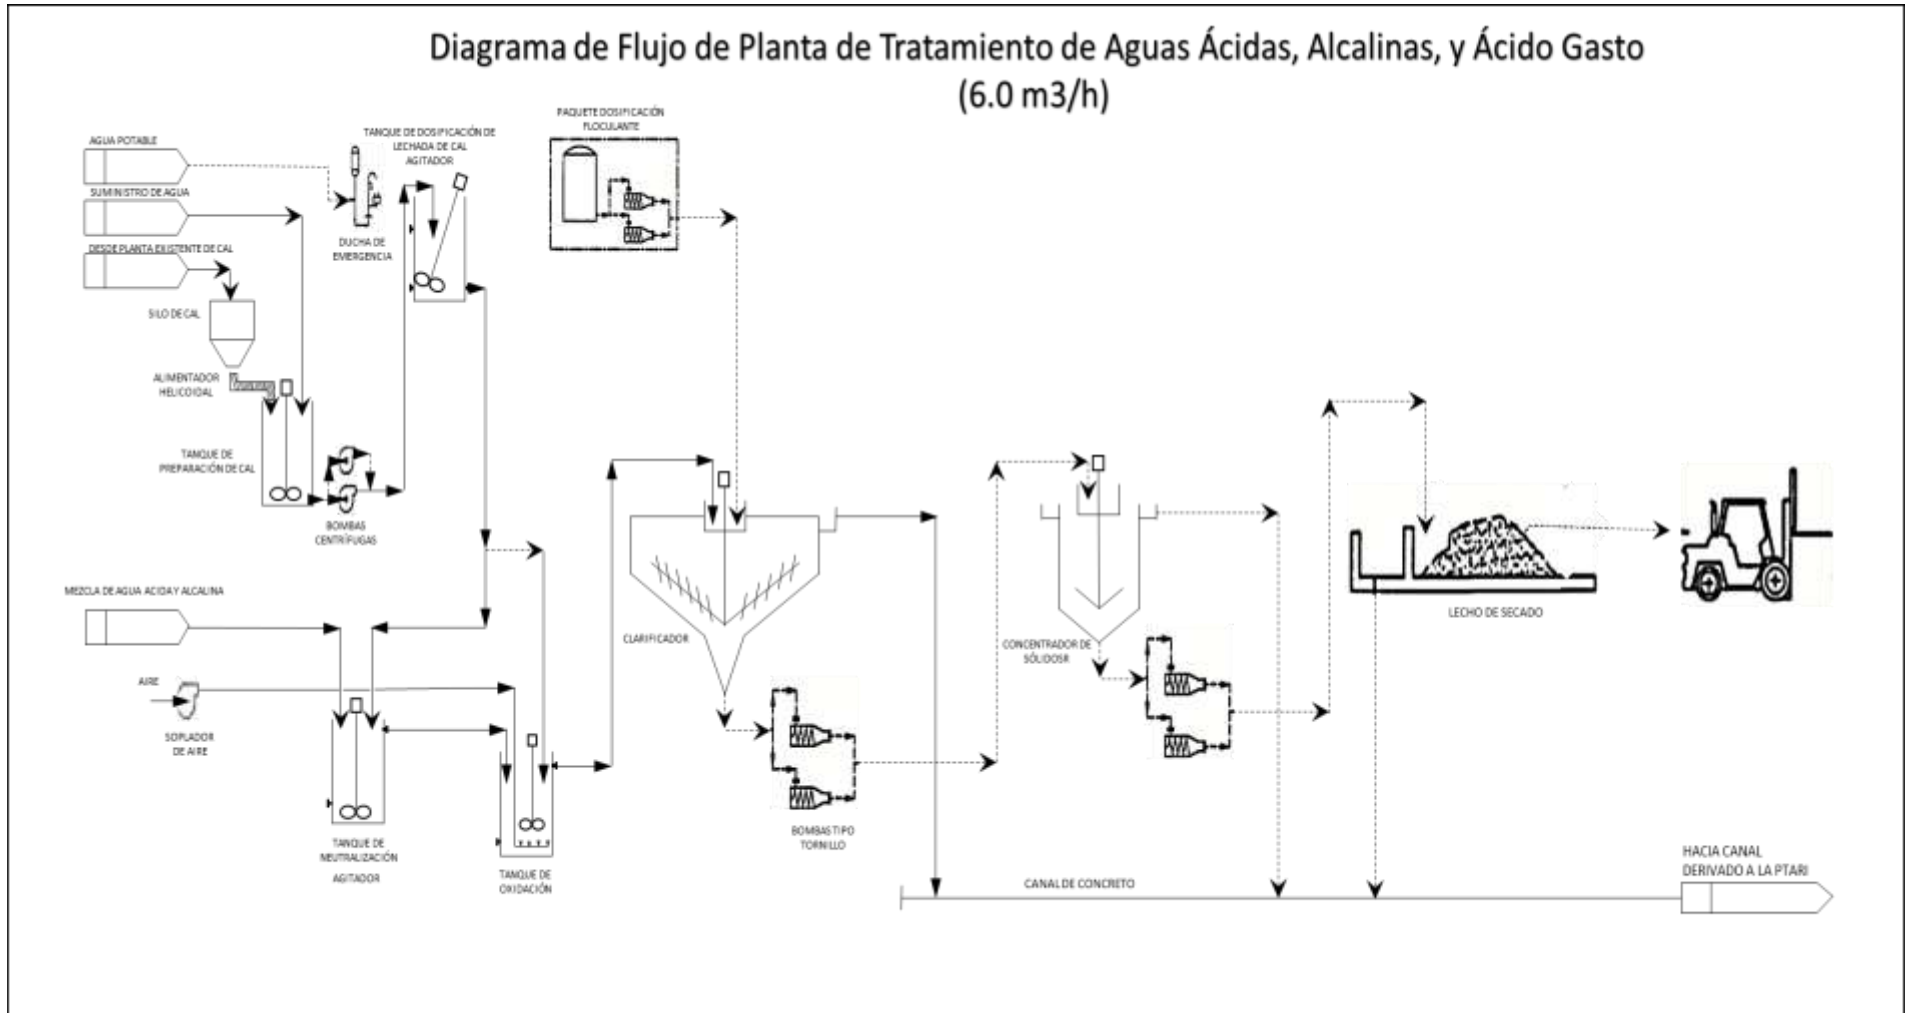 Diagrama de Flujo de Planta de Tratamiento de Aguas Ácidas, Alcalinas, y Ácido Gasto
(6.0 m3/h)
PAQUETE DOSIFICACIÓN
FLOCULANTE
TANQUE DE DOSIFICACIÓN DE
LECHADA DE CAL
AGITADOR
AGUA POTABLE
SUMINISTRO DE AGUA
DESDE PLANTA EXISTENTE DE CAL
DUCHA DE
EMERGENCIA
SILO DE CAL
ALIMENTADOR
HELICOIDAL
TANQUE DE
PREPARACIÓN DE CAL
BOMBAS
CENTRÍFUGAS
MEZCLA DE AGUA ACIDA Y ALCALINA
CLARIFICADOR
CONCENTRADOR DE
SÓLIDOSR
LECHO DE SECADO
AIRE
SOPLADOR
DE AIRE
TANQUE DE
NEUTRALIZACIÓN
AGITADOR
TANQUE DE
OXIDACIÓN
BOMBAS TIPO
TORNILLO
CANAL DE CONCRETO
HACIA CANAL
DERIVADO A LA PTARI